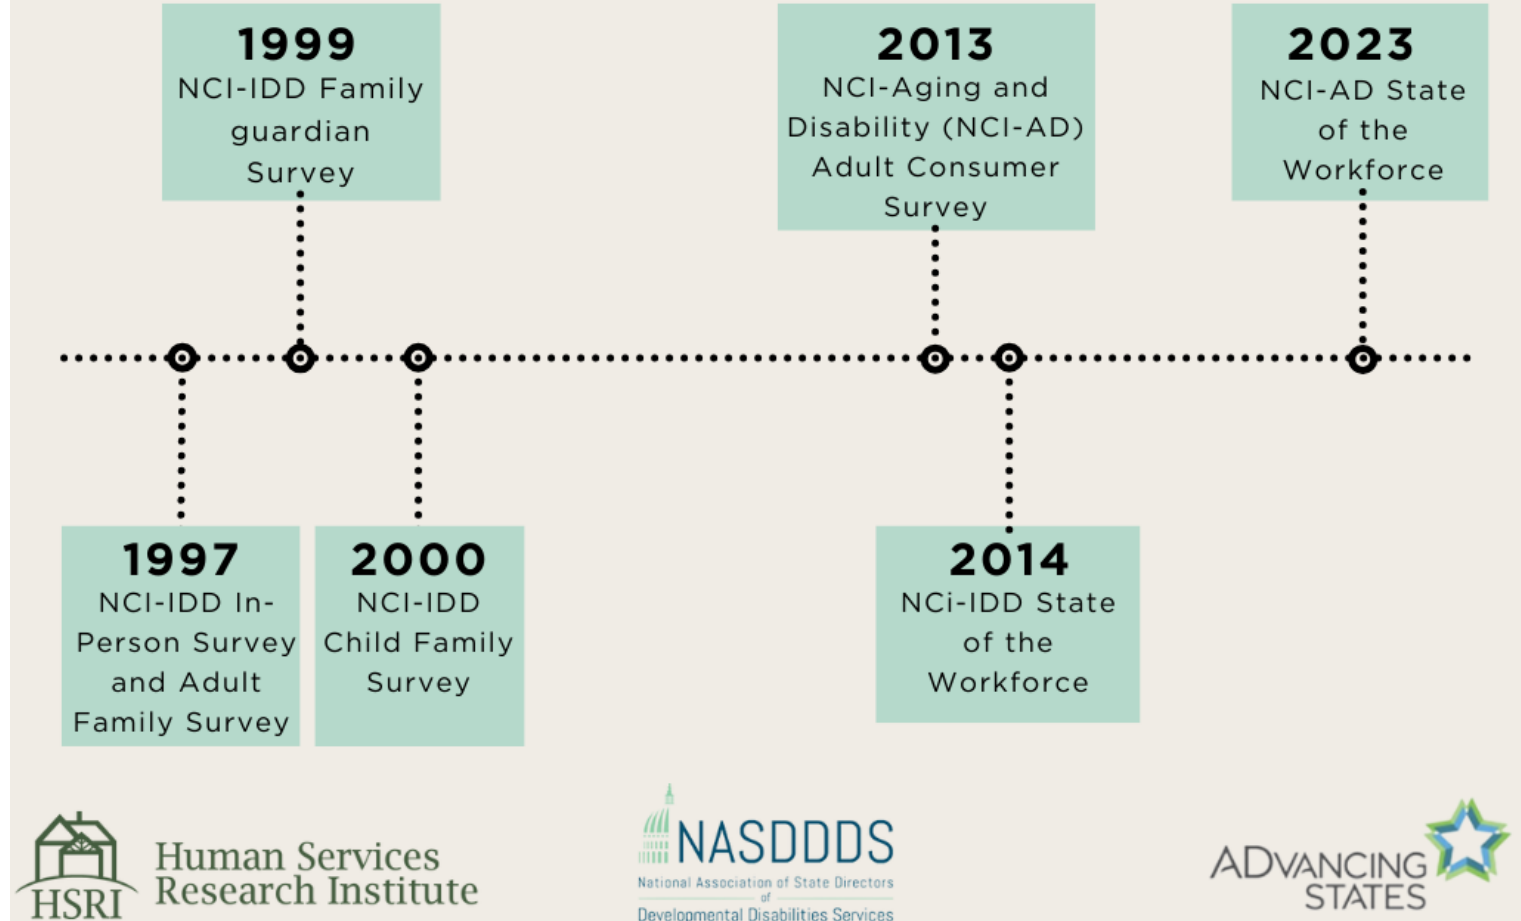 1999
NCI-IDD Family
guardian
Survey
2013
NCI-Aging and
Disability (NCI-AD)
Adult Consumer
Survey
2023
NCI-AD State
of the
Workforce
1997
NCI-IDD In-
Person Survey
and Adult
Family Survey
2000
NCI-IDD
Child Family
Survey
2014
NCi-IDD State
of the
Workforce
HSRI
Human Services
Research Institute
NASDDDS
National Association of State Directors
of
Developmental Disabilities Services
ADVANCING
STATES